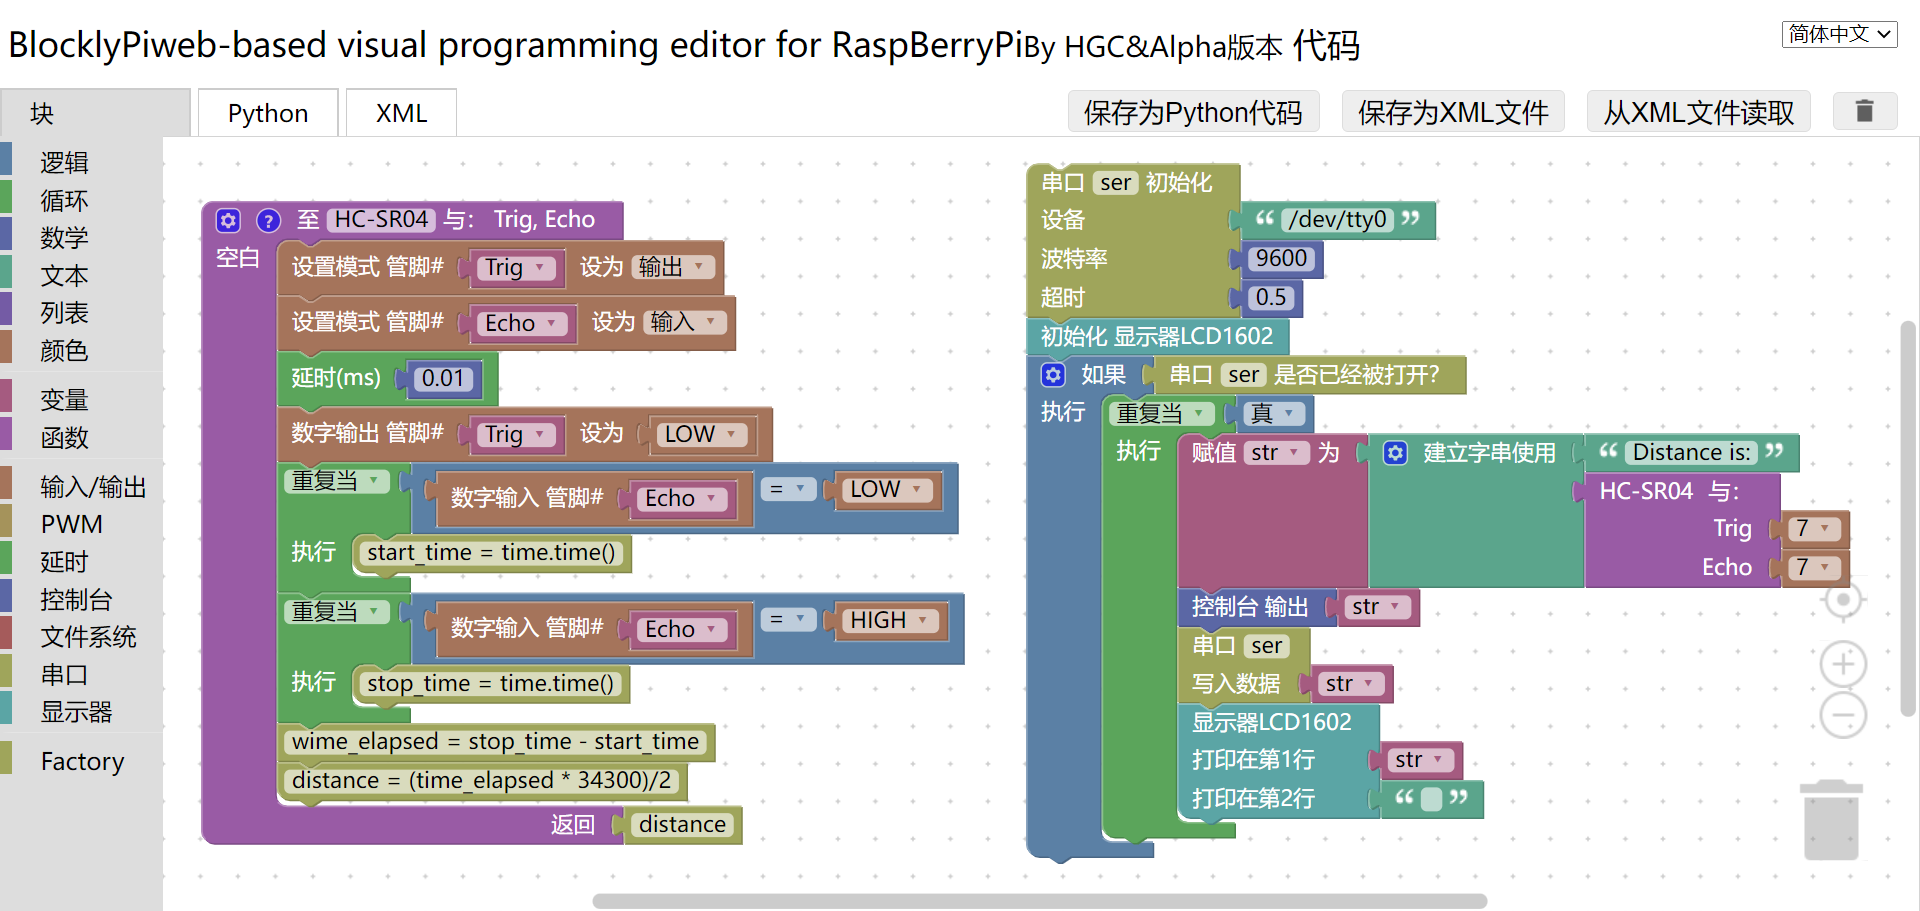 BlocklyPiweb-based visual programming editor for RaspBerryPiBy HGC&Alpha版本 代码
简体中文
块
Python
XML
保存为Python代码
保存为XML文件
从XML文件读取
逻辑
循环
数学
文本
列表
颜色
变量
函数
输入/输出
PWM
延时
控制台
文件系统
串口
显示器
Factory
? 至 HC-SR04 与: Trig, Echo
空白
设置模式 管脚# Trig 设为 输出
设置模式 管脚# Echo 设为 输入
延时(ms) 0.01
数字输出 管脚# Trig 设为 LOW
重复当 数字输入 管脚# Echo = LOW
执行 start_time = time.time()
重复当 数字输入 管脚# Echo = HIGH
执行 stop_time = time.time()
wime_elapsed = stop_time - start_time
distance = (time_elapsed * 34300)/2
返回 distance
串口 ser 初始化
设备 “ /dev/tty0 ”
波特率 9600
超时 0.5
初始化 显示器LCD1602
如果 串口 ser 是否已经被打开?
执行 重复当 真
执行 赋值 str 为 建立字串使用 “ Distance is: ”
HC-SR04 与:
Trig 7
Echo 7
控制台 输出 str
串口 ser
写入数据 str
显示器LCD1602
打印在第1行 str
打印在第2行 “ ”